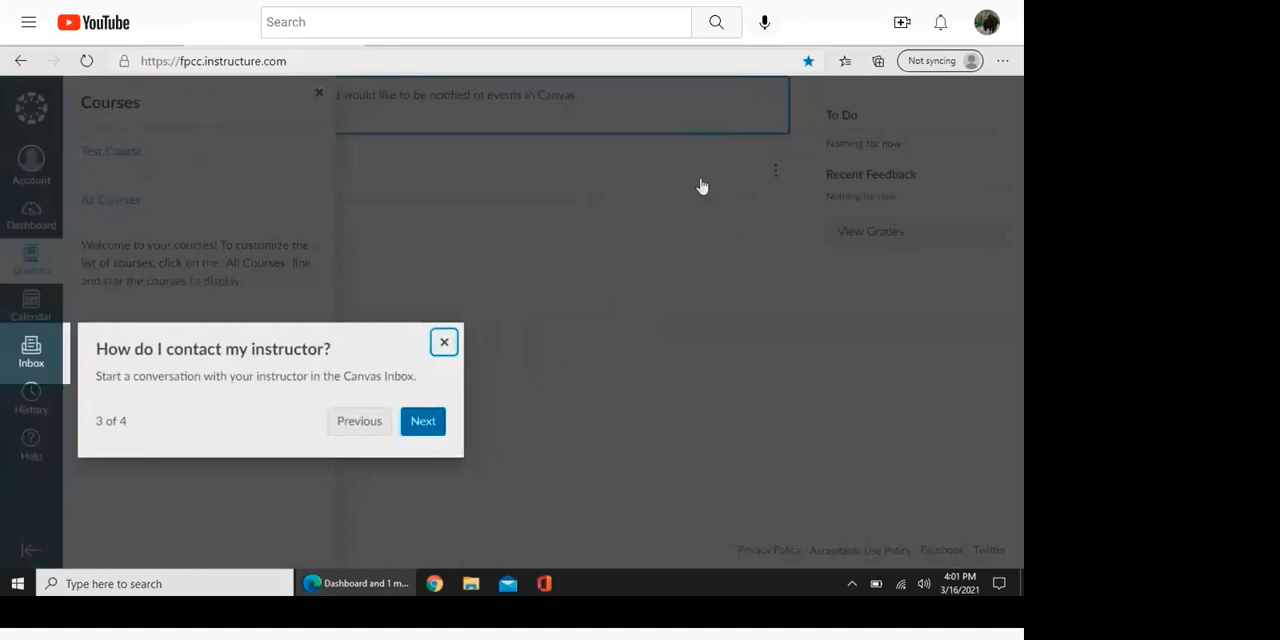 YouTube
Search
https://fpcc.instructure.com
Not syncing
Courses
would like to be notified of events in Canvas.
To Do
Nothing for now
Test Course
Recent Feedback
Nothing for now
Account
All Courses
Dashboard
View Grades
Welcome to your courses! To customize the
list of courses, click on the "All Courses" link
and star the courses to display.
Courses
Calendar
Inbox
How do I contact my instructor?
Start a conversation with your instructor in the Canvas Inbox.
History
3 of 4
Previous
Next
Help
Privacy Policy Acceptable Use Policy Facebook Twitter
Type here to search
Dashboard and 1 m...
4:01 PM
3/16/2021